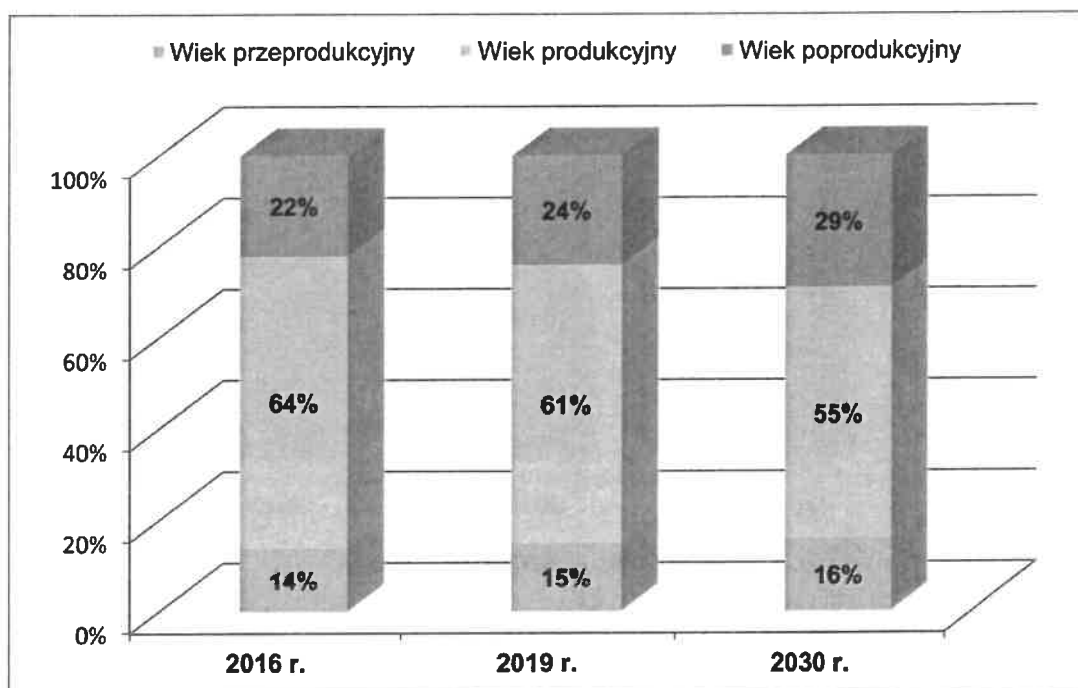 Wiek przeprodukcyjny Wiek produkcyjny Wiek poprodukcyjny
100%
80%
60%
40%
20%
0%
22% 24% 29%
64% 61% 55%
14% 15% 16%
2016 r. 2019 r. 2030 r.